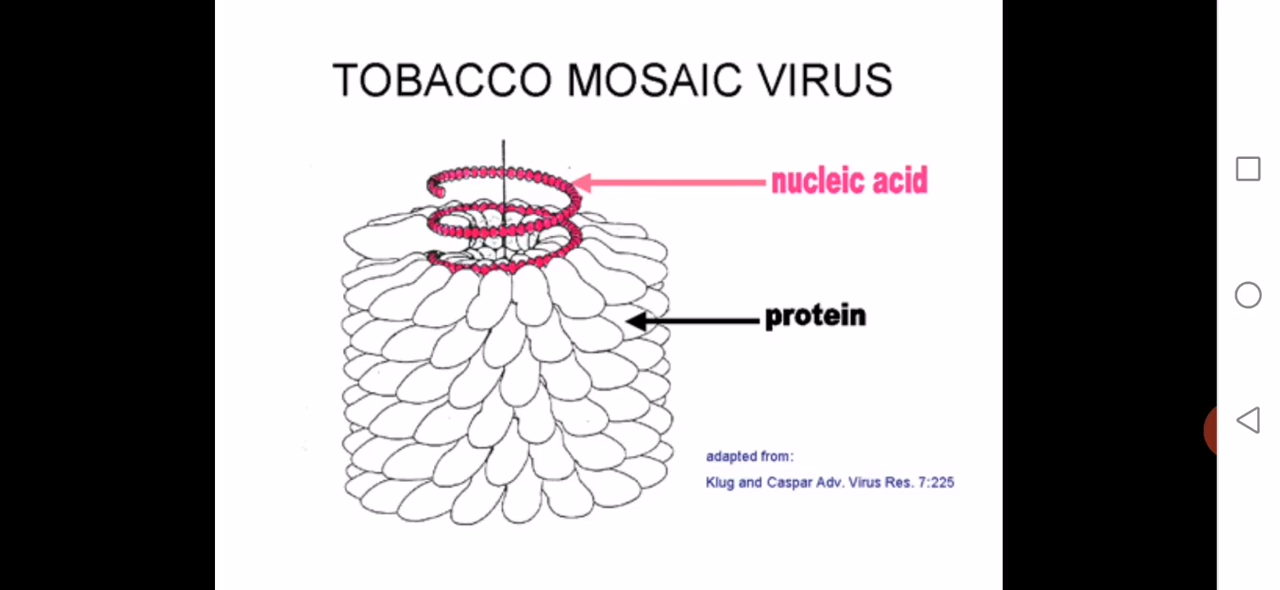 TOBACCO MOSAIC VIRUS
nucleic acid
protein
adapted from:
Klug and Caspar Adv. Virus Res. 7:225